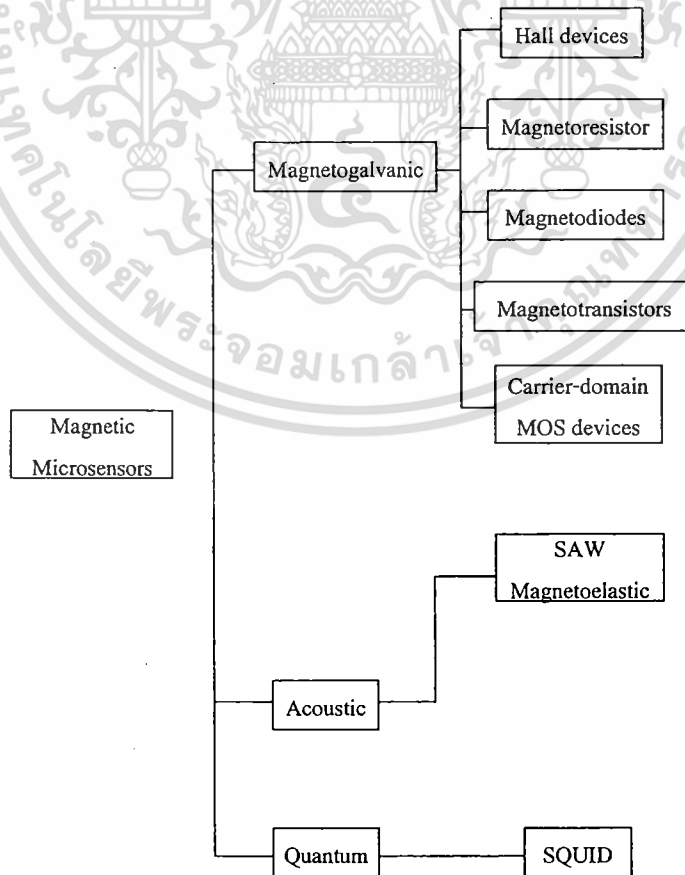 Hall devices
Magnetoresistor
Magnetogalvanic
Magnetodiodes
Magnetotransistors
Carrier-domain
MOS devices
Magnetic
Microsensors
SAW
Magnetoelastic
Acoustic
Quantum
SQUID